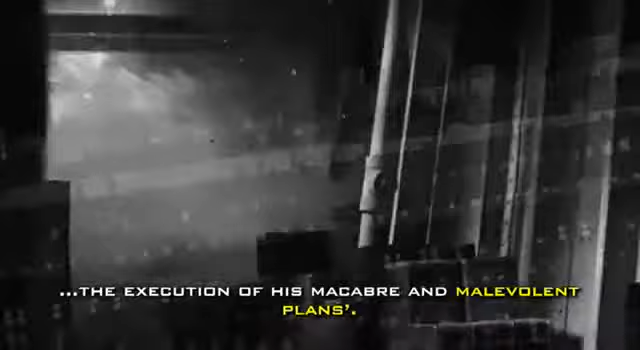 ...THE EXECUTION OF HIS MACABRE AND MALEVOLENT
PLANS'.